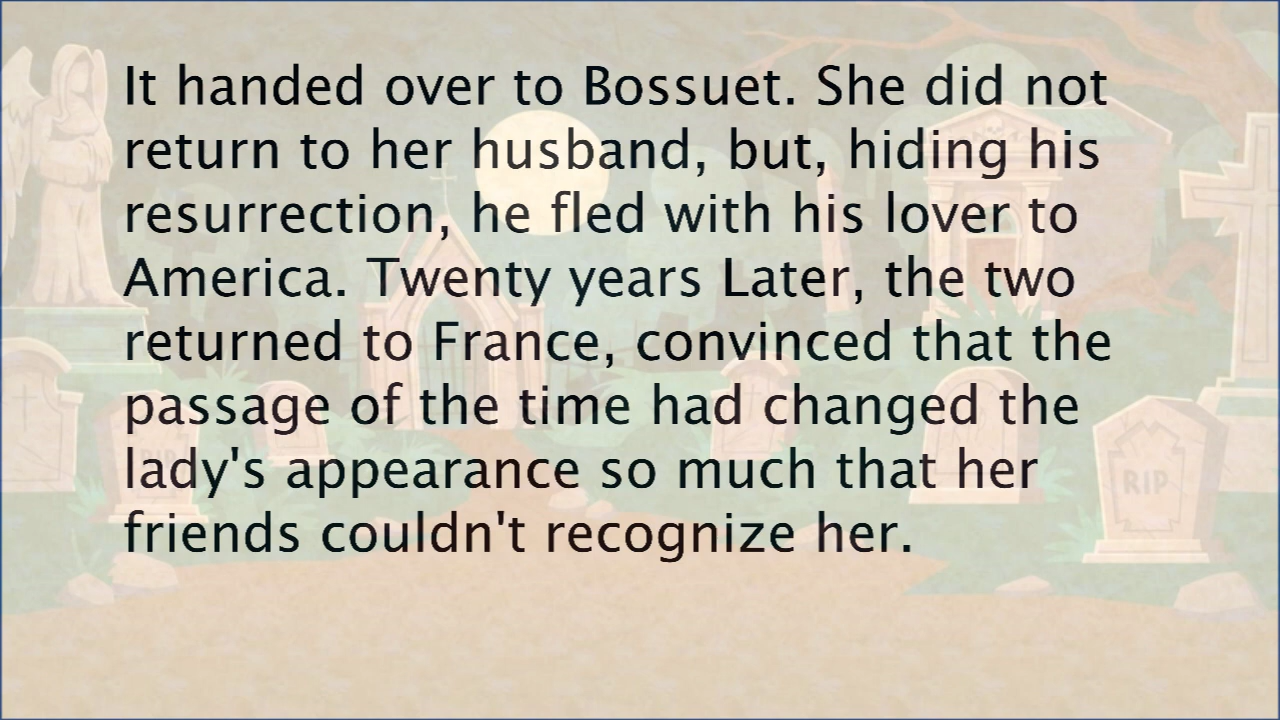 It handed over to Bossuet. She did not
return to her husband, but, hiding his
resurrection, he fled with his lover to
America. Twenty years Later, the two
returned to France, convinced that the
passage of the time had changed the
lady's appearance so much that her
friends couldn't recognize her.
RIP